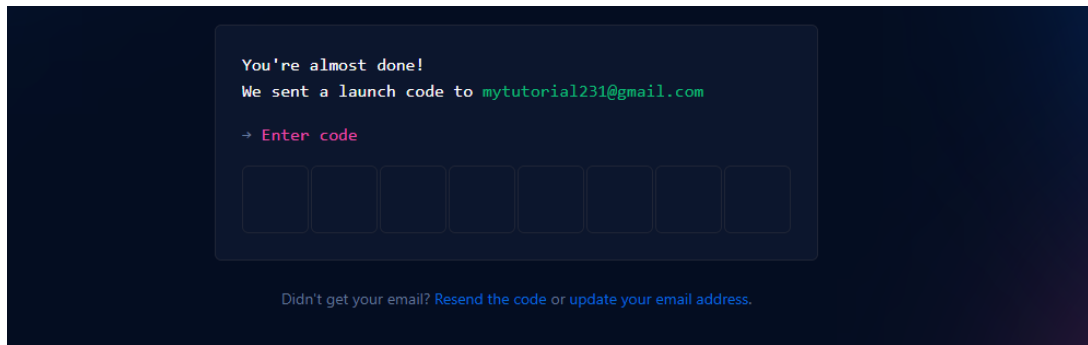 You're almost done!
We sent a launch code to mytutorial231@gmail.com
→ Enter code
Didn't get your email? Resend the code or update your email address.